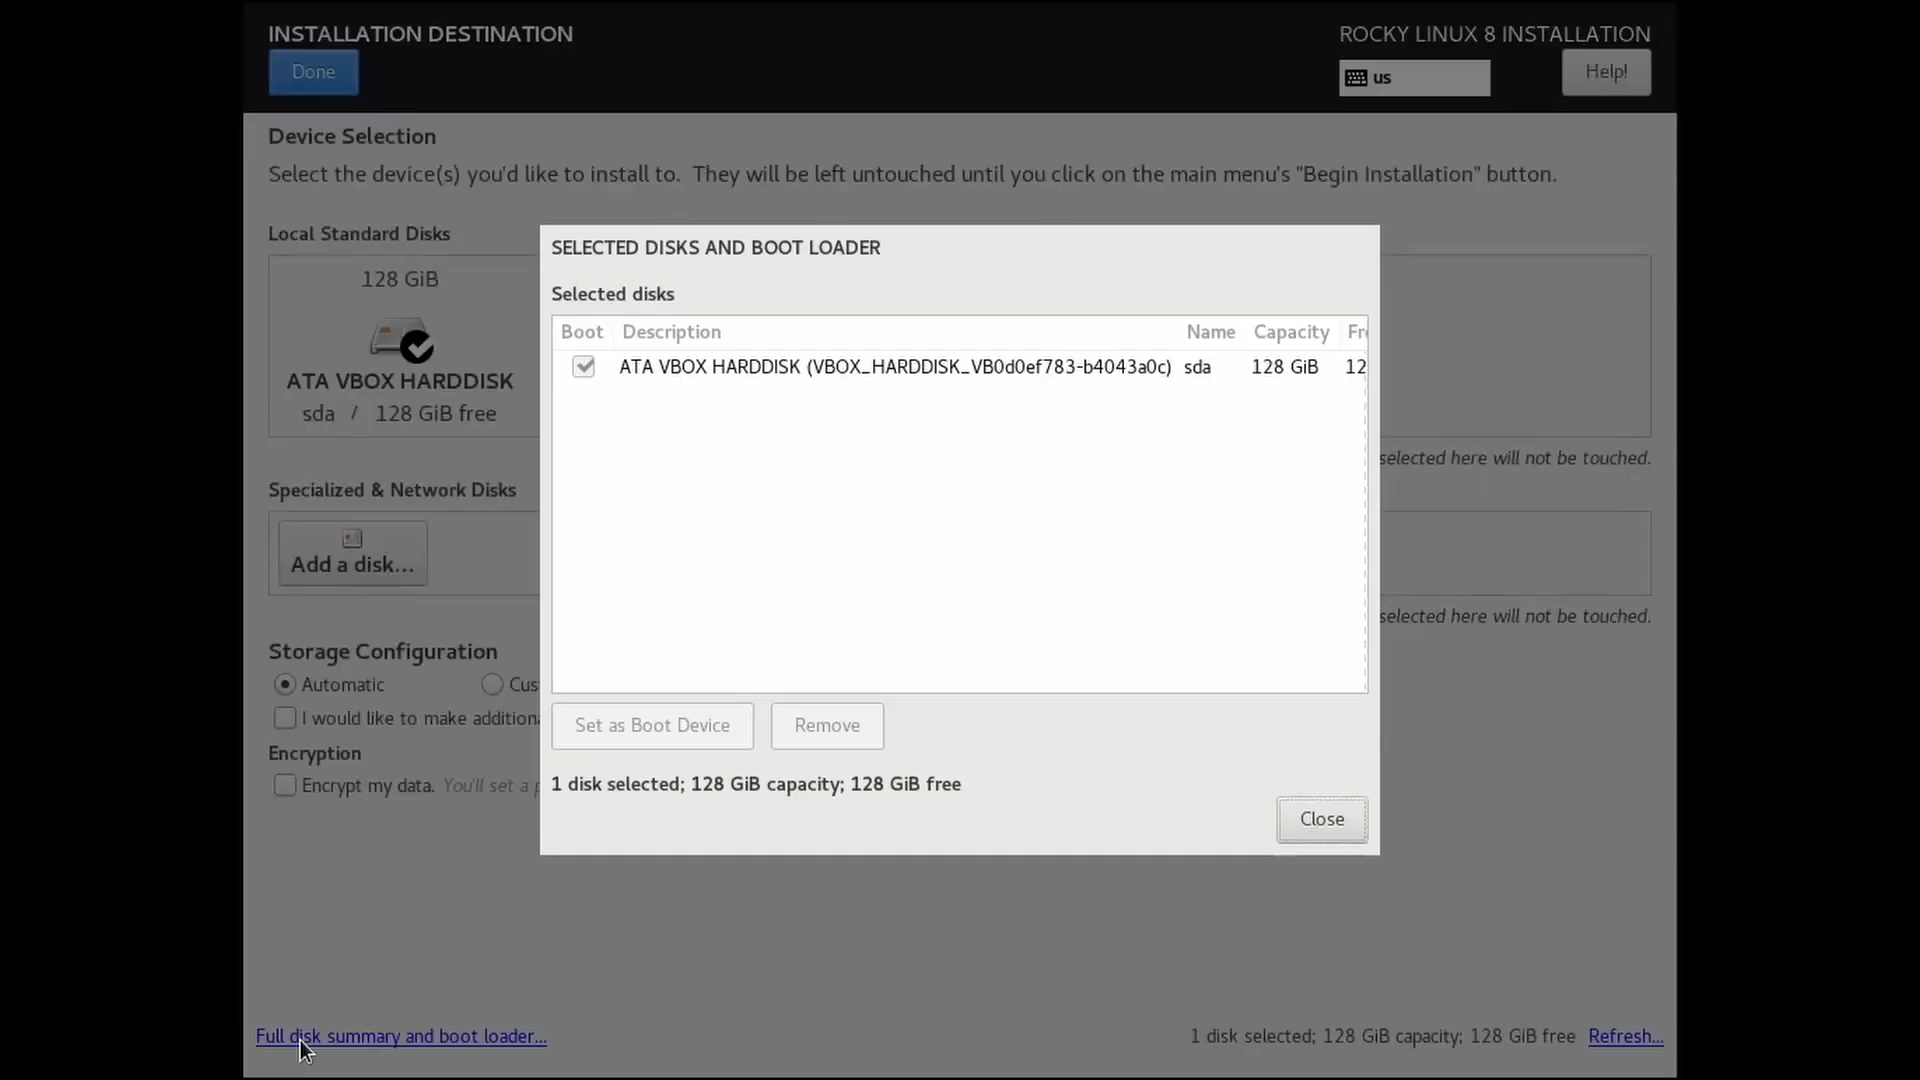 INSTALLATION DESTINATION
ROCKY LINUX 8 INSTALLATION
Done
us
Help!
Device Selection
Select the device(s) you'd like to install to. They will be left untouched until you click on the main menu's "Begin Installation" button.
Local Standard Disks
128 GiB
ATA VBOX HARDDISK
sda / 128 GiB free
selected here will not be touched.
Specialized & Network Disks
Add a disk...
selected here will not be touched.
Storage Configuration
Automatic
Cus
I would like to make additiona
Encryption
Encrypt my data. You'll set a p
SELECTED DISKS AND BOOT LOADER
Selected disks
Boot Description Name Capacity Fre
ATA VBOX HARDDISK (VBOX_HARDDISK_VB0d0ef783-b4043a0c) sda 128 GiB 12
Set as Boot Device
Remove
1 disk selected; 128 GiB capacity; 128 GiB free
Close
Full disk summary and boot loader...
1 disk selected; 128 GiB capacity; 128 GiB free Refresh...